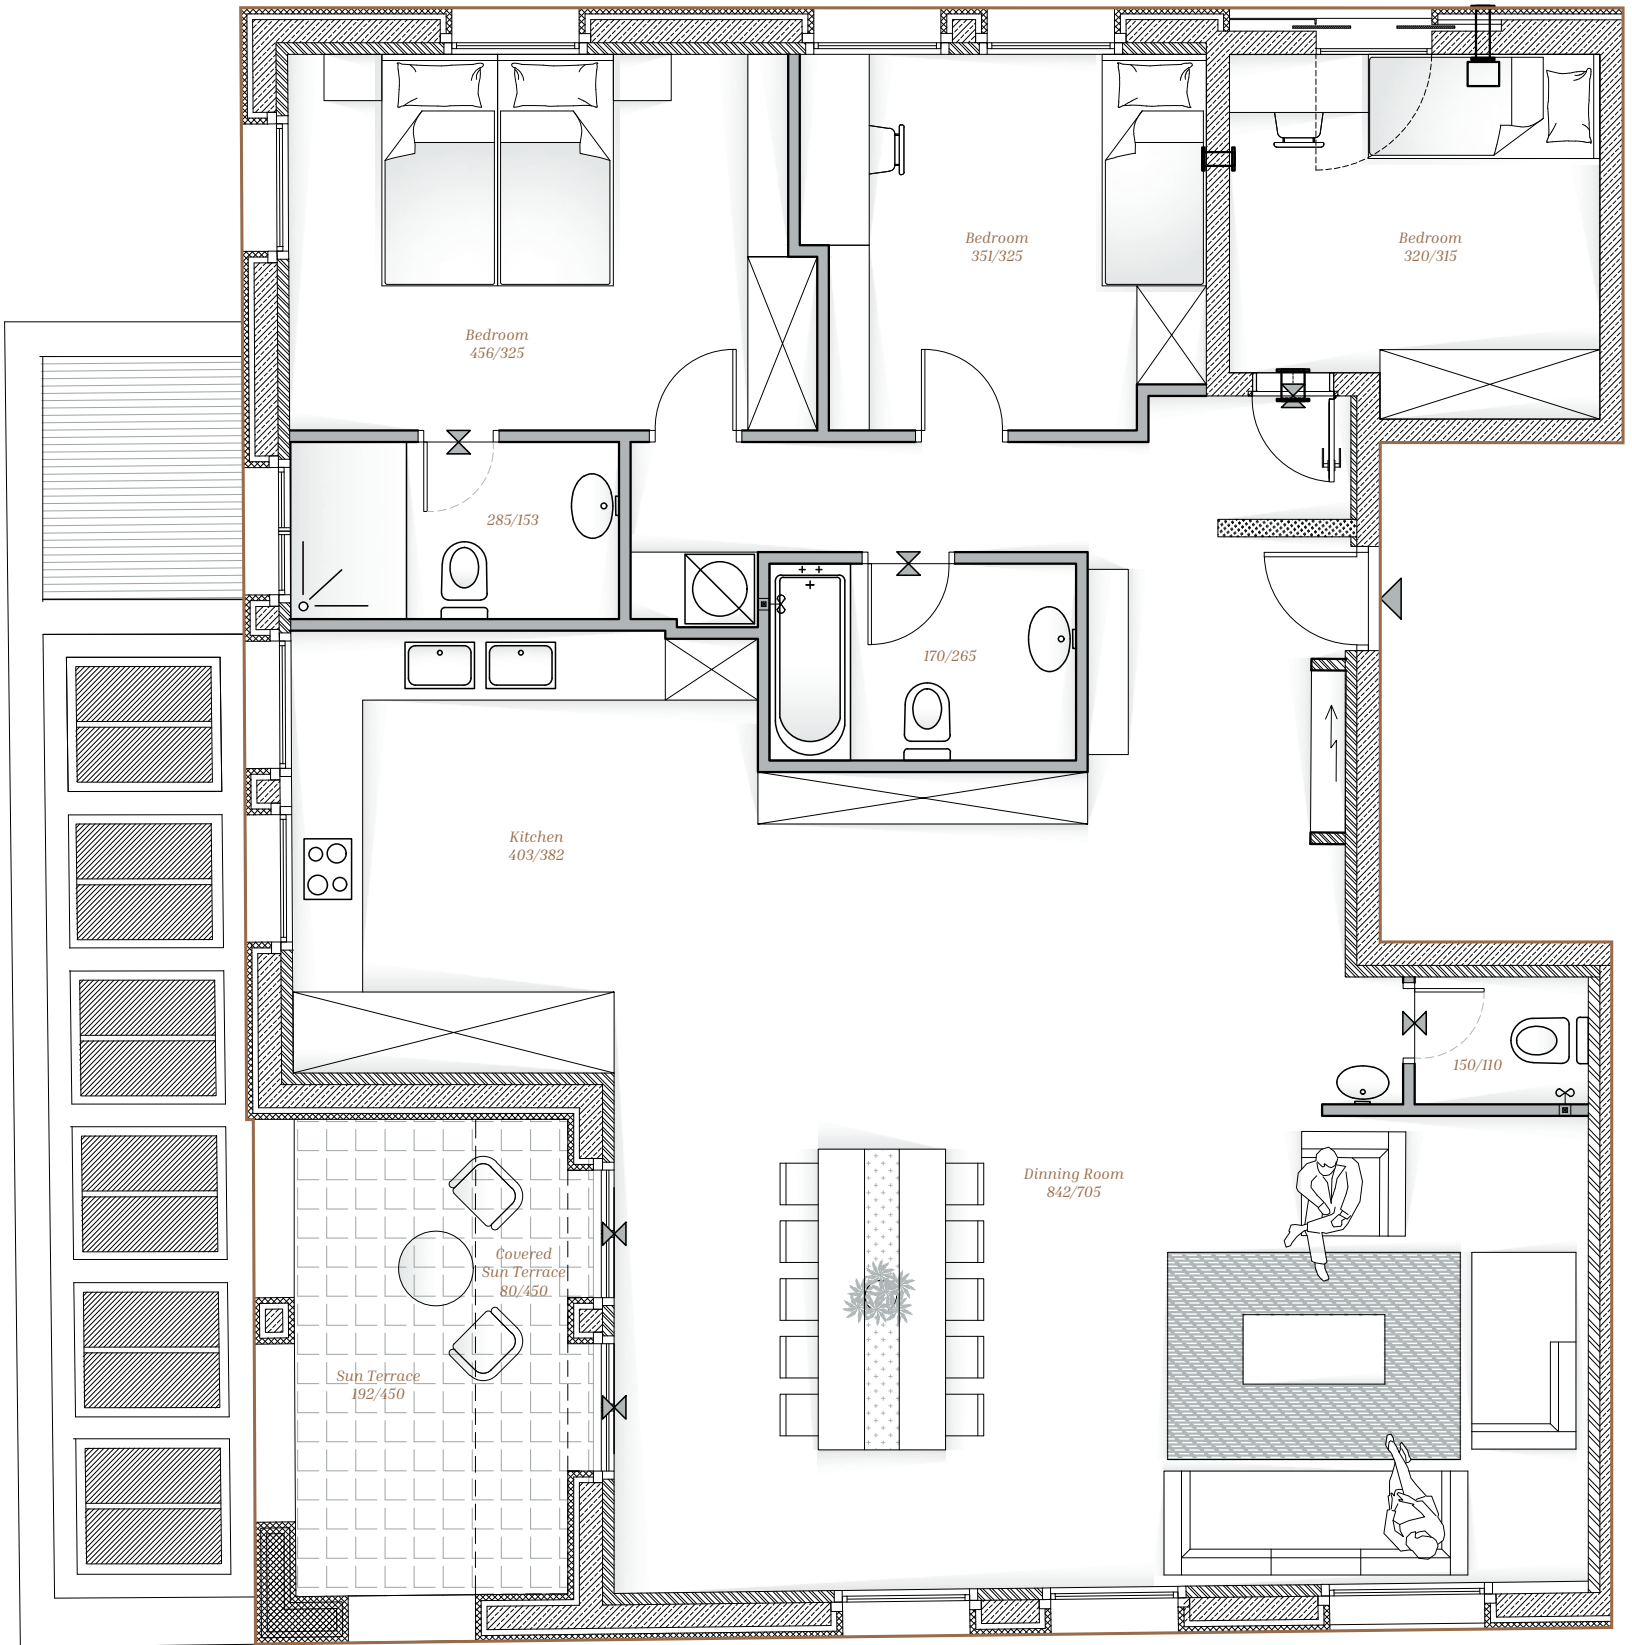 Bedroom
351/325
Bedroom
320/315
Bedroom
456/325
285/153
170/265
Kitchen
403/382
150/110
Dinning Room
842/705
Covered
Sun Terrace
80/450
Sun Terrace
192/450